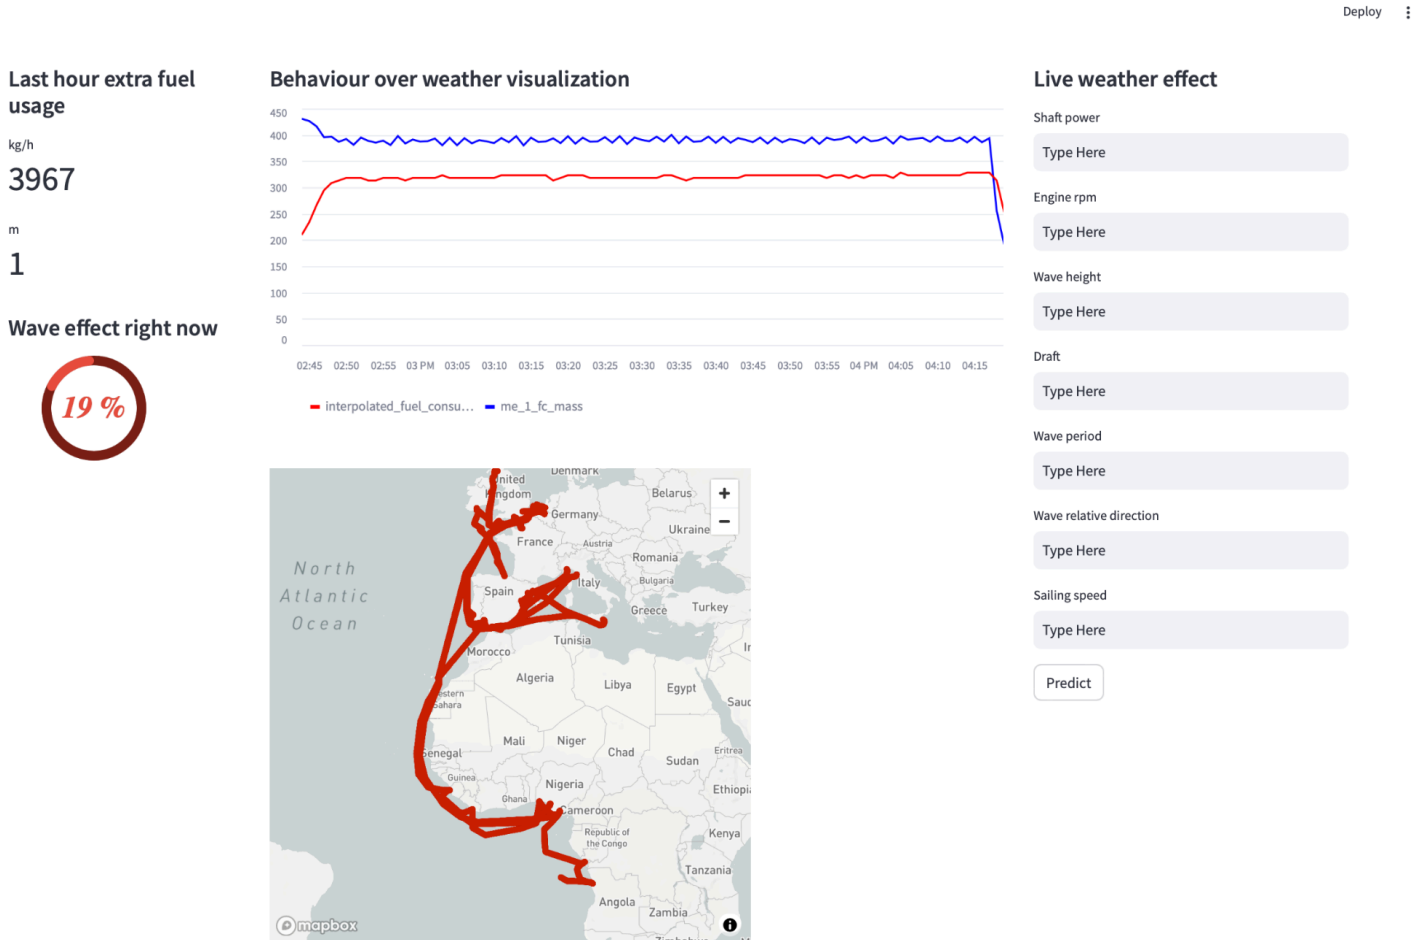 Deploy
Last hour extra fuel
usage
kg/h
3967
m
1
Wave effect right now
19 %
Behaviour over weather visualization
450
400
350
300
250
200
150
100
50
0
02:45 02:50 02:55 03 PM 03:05 03:10 03:15 03:20 03:25 03:30 03:35 03:40 03:45 03:50 03:55 04 PM 04:05 04:10 04:15
interpolated_fuel_consu... me_1_fc_mass
Denmark
United
Kingdom
Belarus
Germany
Ukraine
France
Austria
Romania
North
Atlantic
Ocean
Spain
Italy
Bulgaria
Greece
Turkey
Tunisia
Morocco
Algeria
Libya
Egypt
Western
Sahara
Mali
Niger
Chad
Sudan
Eritrea
Senegal
Guinea
Ghana
Nigeria
Ethiopia
Cameroon
Republic of
the Congo
Kenya
Tanzania
Angola
Zambia
mapbox
Live weather effect
Shaft power
Type Here
Engine rpm
Type Here
Wave height
Type Here
Draft
Type Here
Wave period
Type Here
Wave relative direction
Type Here
Sailing speed
Type Here
Predict